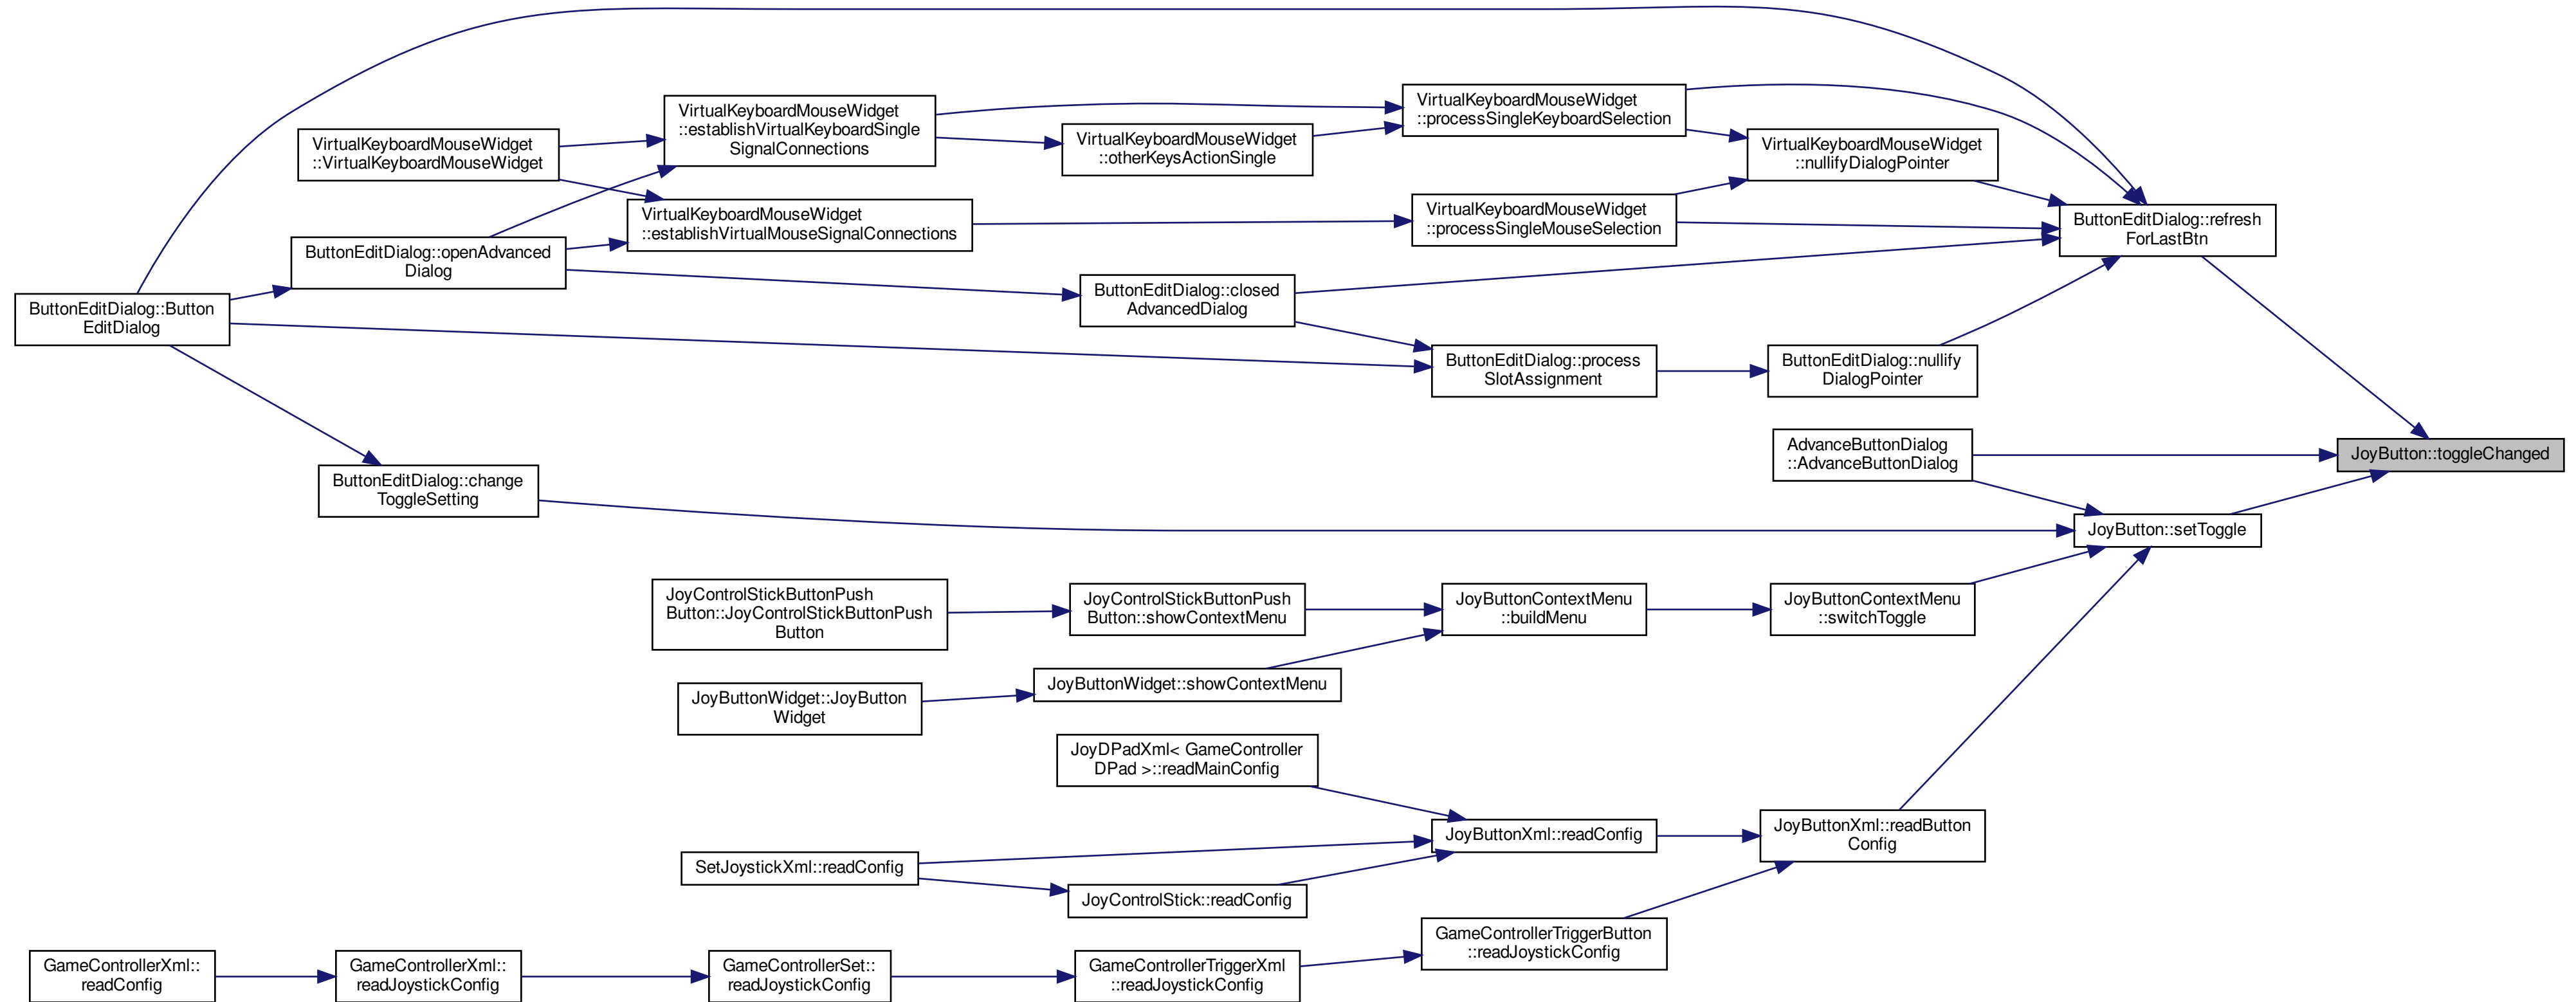 VirtualKeyboardMouseWidget
::VirtualKeyboardMouseWidget
VirtualKeyboardMouseWidget
::establishVirtualKeyboardSingle
SignalConnections
VirtualKeyboardMouseWidget
::otherKeysActionSingle
VirtualKeyboardMouseWidget
::processSingleKeyboardSelection
VirtualKeyboardMouseWidget
::nullifyDialogPointer
VirtualKeyboardMouseWidget
::establishVirtualMouseSignalConnections
VirtualKeyboardMouseWidget
::processSingleMouseSelection
ButtonEditDialog::refresh
ForLastBtn
ButtonEditDialog::openAdvanced
Dialog
ButtonEditDialog::Button
EditDialog
ButtonEditDialog::closed
AdvancedDialog
ButtonEditDialog::process
SlotAssignment
ButtonEditDialog::nullify
DialogPointer
AdvanceButtonDialog
::AdvanceButtonDialog
JoyButton::toggleChanged
ButtonEditDialog::change
ToggleSetting
JoyButton::setToggle
JoyControlStickButtonPush
Button::JoyControlStickButtonPush
Button
JoyControlStickButtonPush
Button::showContextMenu
JoyButtonContextMenu
::buildMenu
JoyButtonContextMenu
::switchToggle
JoyButtonWidget::JoyButton
Widget
JoyButtonWidget::showContextMenu
JoyDPadXml< GameController
DPad >::readMainConfig
JoyButtonXml::readConfig
JoyButtonXml::readButton
Config
SetJoystickXml::readConfig
JoyControlStick::readConfig
GameControllerTriggerButton
::readJoystickConfig
GameControllerXml::
readConfig
GameControllerXml::
readJoystickConfig
GameControllerSet::
readJoystickConfig
GameControllerTriggerXml
::readJoystickConfig